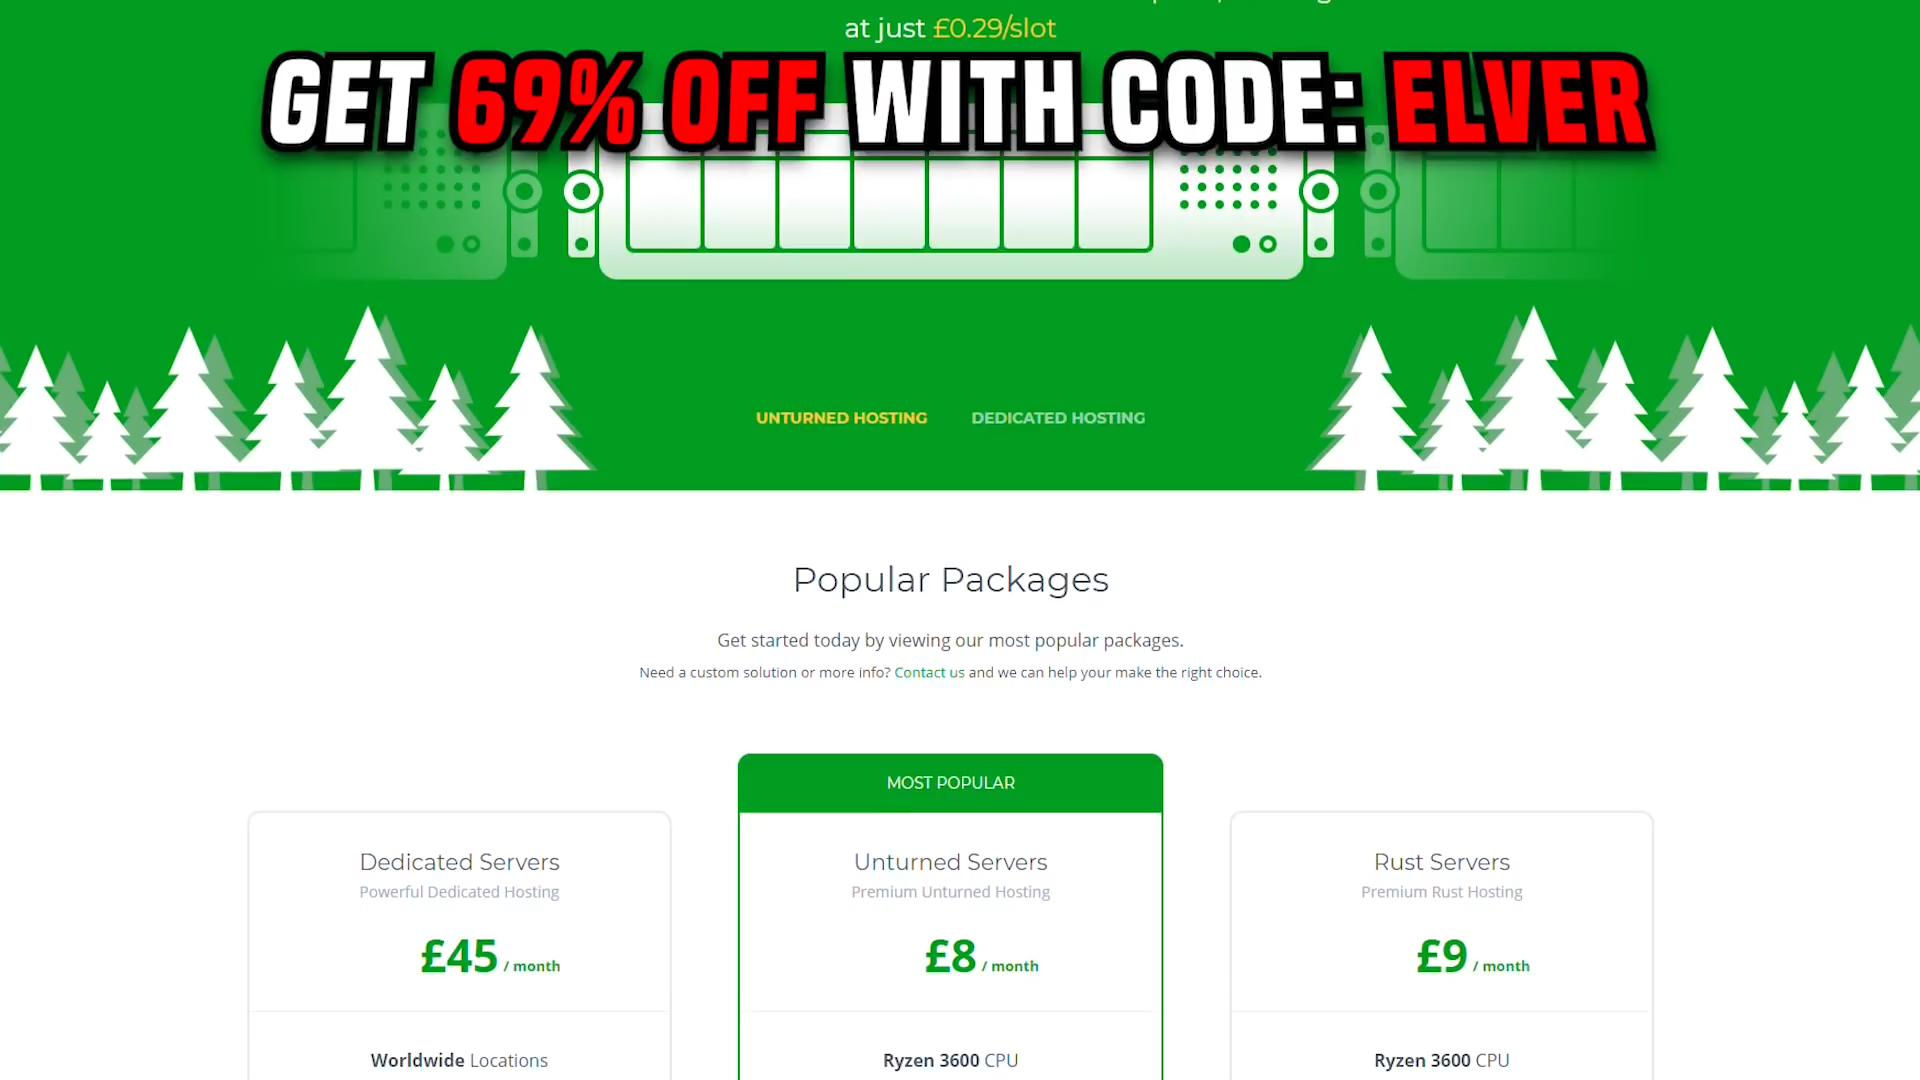 at just £0.29/slot
GET 69% OFF WITH CODE: ELVER
UNTURNED HOSTING
DEDICATED HOSTING
Popular Packages
Get started today by viewing our most popular packages.
Need a custom solution or more info? Contact us and we can help your make the right choice.
MOST POPULAR
Dedicated Servers
Powerful Dedicated Hosting
£45 / month
Worldwide Locations
Unturned Servers
Premium Unturned Hosting
£8 / month
Ryzen 3600 CPU
Rust Servers
Premium Rust Hosting
£9 / month
Ryzen 3600 CPU